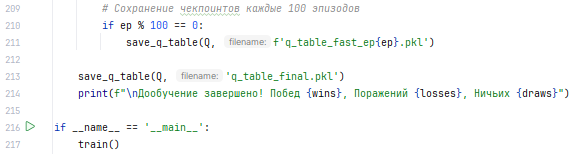 209 # Сохранение чекпоинтов каждые 100 эпизодов
210 if ep % 100 == 0:
211 save_q_table(Q, filename: f'q_table_fast_ep{ep}.pkl')
212
213 save_q_table(Q, filename: 'q_table_final.pkl')
214 print(f"\nДообучение завершено! Побед {wins}, Поражений {losses}, Ничьих {draws}")
215
216 if __name__ == '__main__':
217 train()